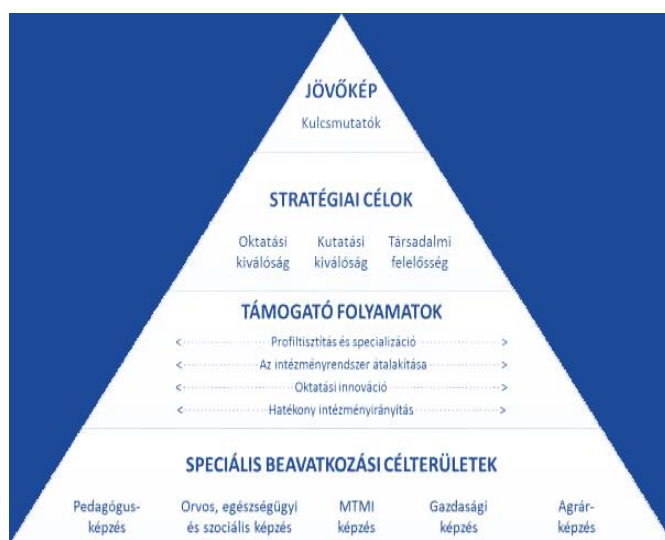 JÖVŐKÉP
Kulcsmutatók
STRATÉGIAI CÉLOK
Oktatási Kutatási Társadalmi
kiválóság kiválóság felelősség
TÁMOGATÓ FOLYAMATOK
Profiltisztítás és specializáció
Az intézményrendszer átalakítása
Oktatási innováció
Hatékony intézményirányítás
SPECIÁLIS BEAVATKOZÁSI CÉLTERÜLETEK
Pedagógus- Orvos, egészségügyi MTMI Gazdasági Agrár-
képzés és szociális képzés képzés képzés képzés